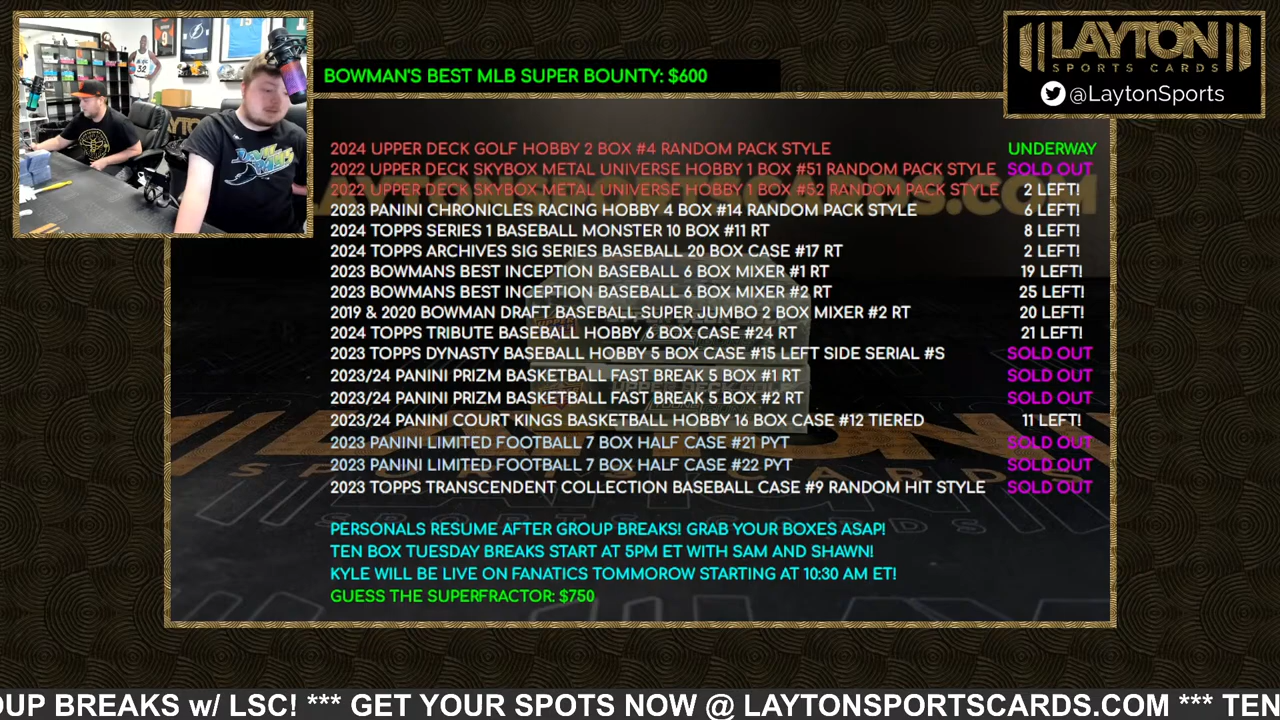 BOWMAN'S BEST MLB SUPER BOUNTY: $600
LAYTON
SPORTS CARDS
@LaytonSports
2024 UPPER DECK GOLF HOBBY 2 BOX #4 RANDOM PACK STYLE UNDERWAY
2022 UPPER DECK SKYBOX METAL UNIVERSE HOBBY 1 BOX #51 RANDOM PACK STYLE SOLD OUT
2022 UPPER DECK SKYBOX METAL UNIVERSE HOBBY 1 BOX #52 RANDOM PACK STYLE 2 LEFT!
2023 PANINI CHRONICLES RACING HOBBY 4 BOX #14 RANDOM PACK STYLE 6 LEFT!
2024 TOPPS SERIES 1 BASEBALL MONSTER 10 BOX #11 RT 8 LEFT!
2024 TOPPS ARCHIVES SIG SERIES BASEBALL 20 BOX CASE #17 RT 2 LEFT!
2023 BOWMANS BEST INCEPTION BASEBALL 6 BOX MIXER #1 RT 19 LEFT!
2023 BOWMANS BEST INCEPTION BASEBALL 6 BOX MIXER #2 RT 25 LEFT!
2019 & 2020 BOWMAN DRAFT BASEBALL SUPER JUMBO 2 BOX MIXER #2 RT 20 LEFT!
2024 TOPPS TRIBUTE BASEBALL HOBBY 6 BOX CASE #24 RT 21 LEFT!
2023 TOPPS DYNASTY BASEBALL HOBBY 5 BOX CASE #15 LEFT SIDE SERIAL #S SOLD OUT
2023/24 PANINI PRIZM BASKETBALL FAST BREAK 5 BOX #1 RT SOLD OUT
2023/24 PANINI PRIZM BASKETBALL FAST BREAK 5 BOX #2 RT SOLD OUT
2023/24 PANINI COURT KINGS BASKETBALL HOBBY 16 BOX CASE #12 TIERED 11 LEFT!
2023 PANINI LIMITED FOOTBALL 7 BOX HALF CASE #21 PYT SOLD OUT
2023 PANINI LIMITED FOOTBALL 7 BOX HALF CASE #22 PYT SOLD OUT
2023 TOPPS TRANSCENDENT COLLECTION BASEBALL CASE #9 RANDOM HIT STYLE SOLD OUT
PERSONALS RESUME AFTER GROUP BREAKS! GRAB YOUR BOXES ASAP!
TEN BOX TUESDAY BREAKS START AT 5PM ET WITH SAM AND SHAWN!
KYLE WILL BE LIVE ON FANATICS TOMMOROW STARTING AT 10:30 AM ET!
GUESS THE SUPERFRACTOR: $750
OUP BREAKS w/ LSC! *** GET YOUR SPOTS NOW @ LAYTONSPORTSCARDS.COM *** TEN